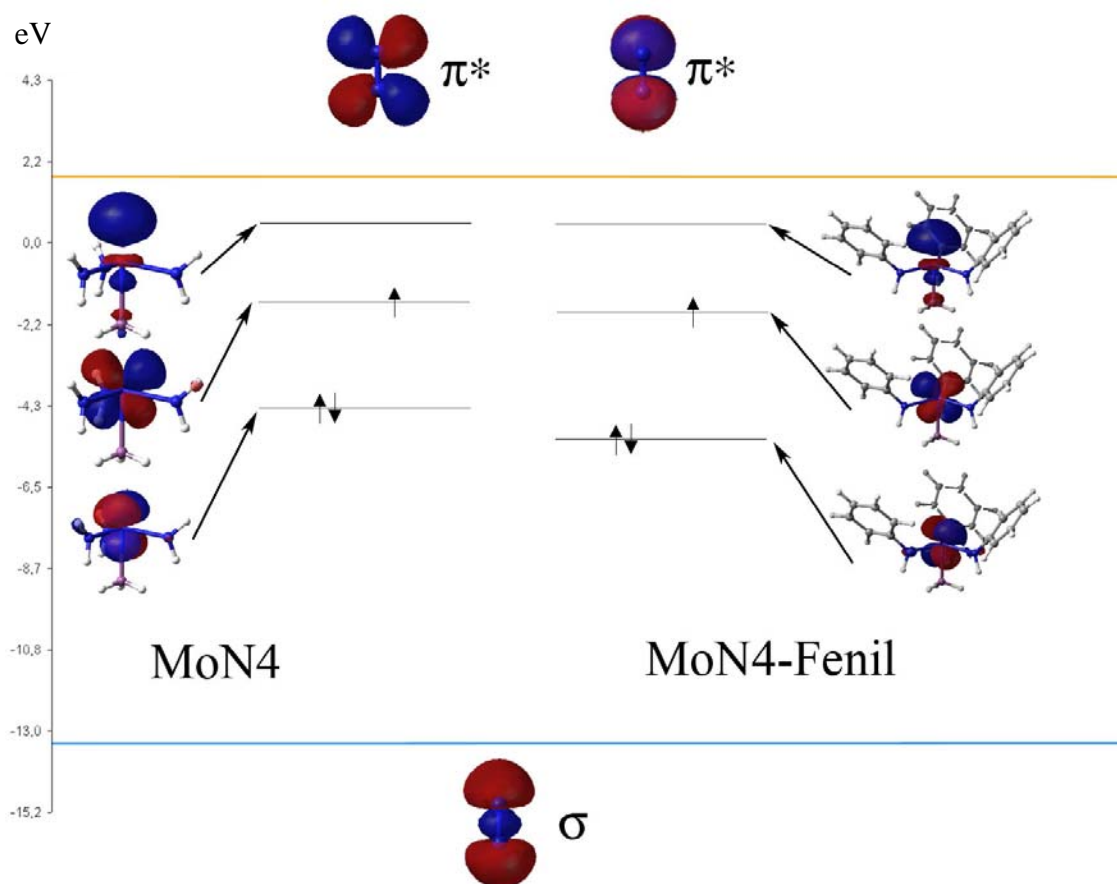 eV
π*
π*
4,3
2,2
0,0
-2,2
-4,3
-6,5
-8,7
-10,8
-13,0
-15,2
MoN4
MoN4-Fenil
σ